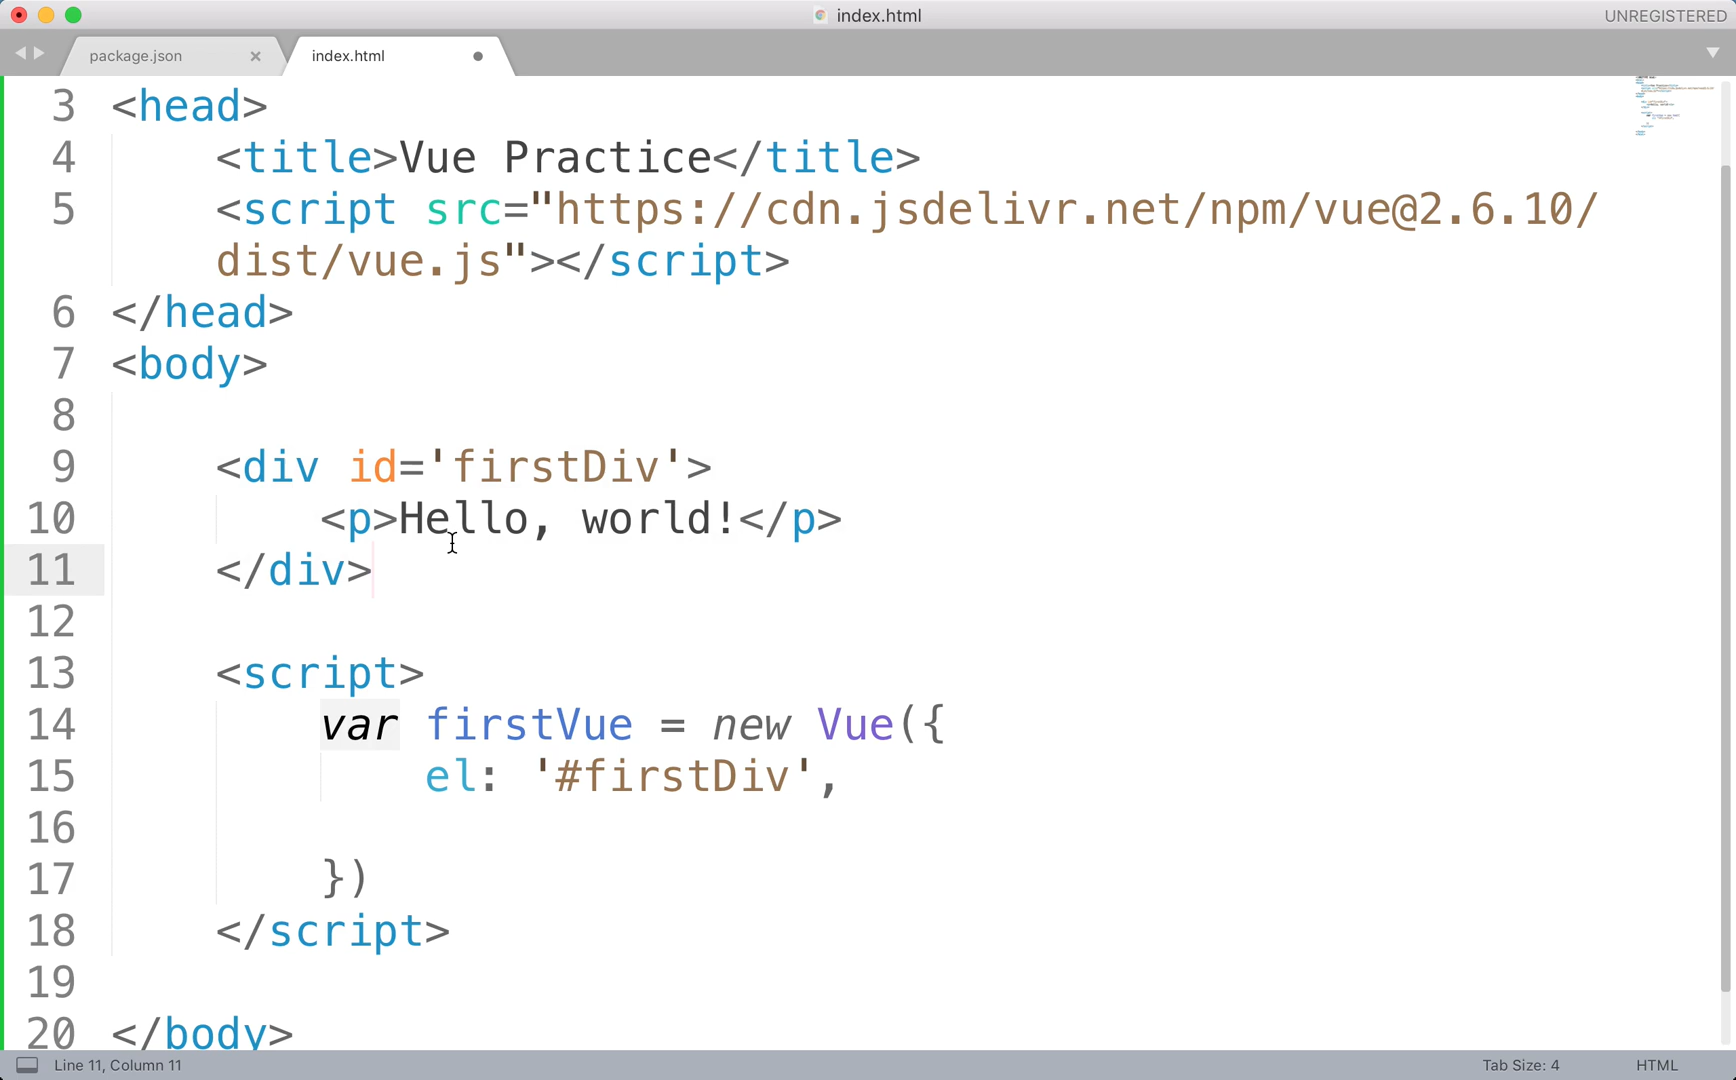 index.html
UNREGISTERED
package.json
index.html
3 <head>
4 <title>Vue Practice</title>
5 <script src="https://cdn.jsdelivr.net/npm/vue@2.6.10/
dist/vue.js"></script>
6 </head>
7 <body>
8
9 <div id='firstDiv'>
10 <p>Hello, world!</p>
11 </div>
12
13 <script>
14 var firstVue = new Vue({
15 el: '#firstDiv',
16
17 })
18 </script>
19
20 </body>
Line 11, Column 11
Tab Size: 4
HTML